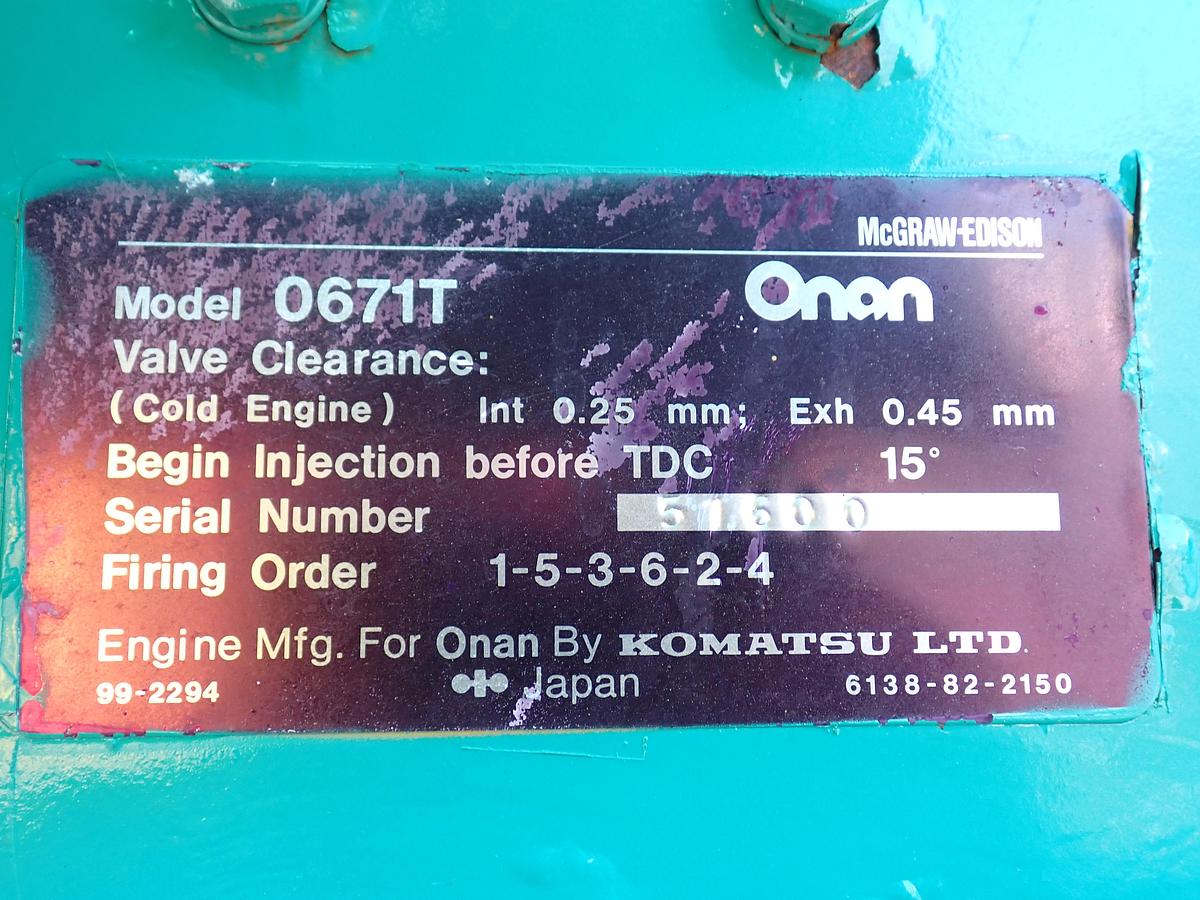 McGRAW-EDISON
Model 0671T Onan
Valve Clearance:
(Cold Engine) Int 0.25 mm; Exh 0.45 mm
Begin Injection before TDC 15°
Serial Number 51600
Firing Order 1-5-3-6-2-4
Engine Mfg. For Onan By KOMATSU LTD.
99-2294 Japan 6138-82-2150